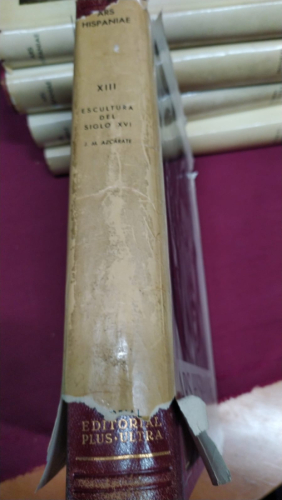 ARS
HISPANIAE
XIII
ESCULTURA
DEL
SIGLO XVI
J. M. AZCÁRATE
EDITORIAL
PLUS · ULTRA